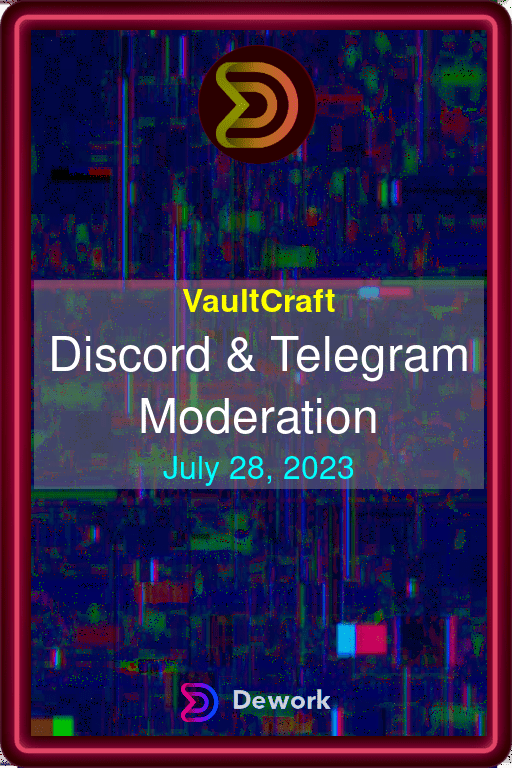 VaultCraft
Discord & Telegram
Moderation
July 28, 2023
Dework